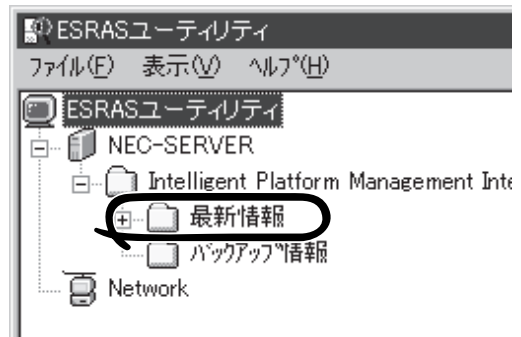 ESRASユーティリティ
ファイル(F) 表示(V) ヘルプ(H)
ESRASユーティリティ
NEC-SERVER
Intelligent Platform Management Inte
最新情報
バックアップ情報
Network